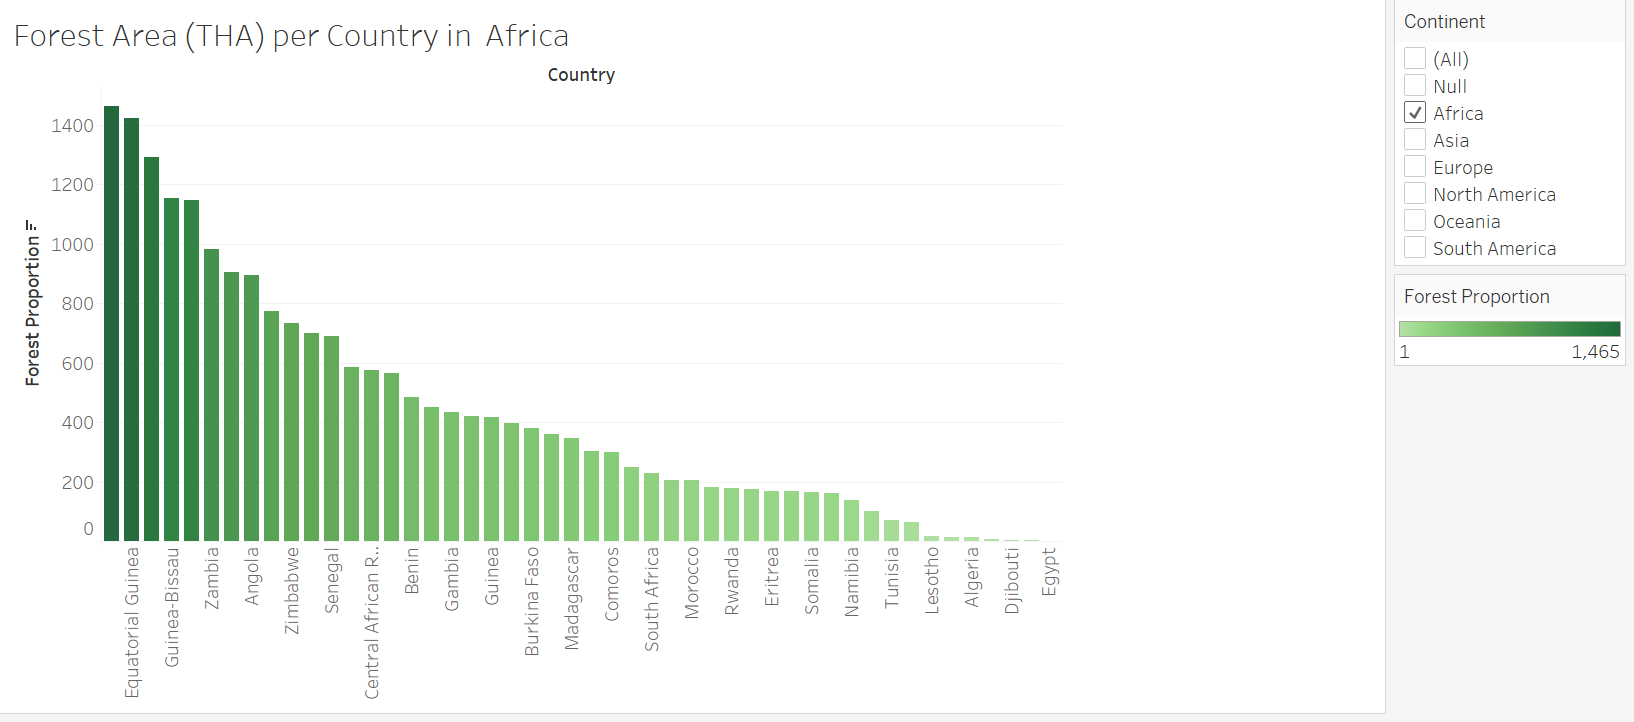 Forest Area (THA) per Country in  Africa
Country
Forest Proportion
1400
1200
1000
800
600
400
200
0
Equatorial Guinea
Guinea-Bissau
Zambia
Angola
Zimbabwe
Senegal
Central African R..
Benin
Gambia
Guinea
Burkina Faso
Madagascar
Comoros
South Africa
Morocco
Rwanda
Eritrea
Somalia
Namibia
Tunisia
Lesotho
Algeria
Djibouti
Egypt
Continent
(All)
Null
Africa
Asia
Europe
North America
Oceania
South America
Forest Proportion
1 1,465